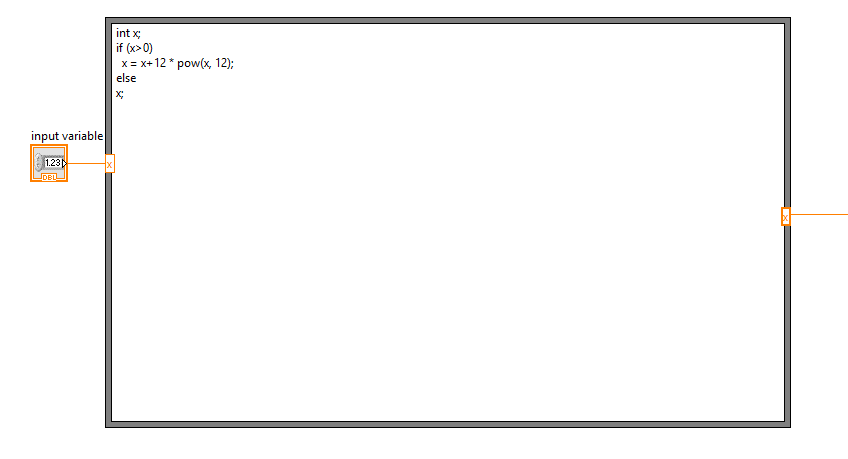 int x;
if (x>0)
x = x+12 * pow(x, 12);
else
x;
input variable
1.23
DBL
x
x